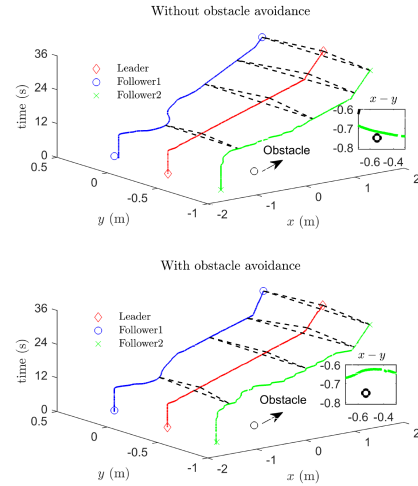 Without obstacle avoidance
36
24
12
0
time (s)
Leader
Follower1
Follower2
x − y
-0.6
-0.7
-0.8
-0.6 -0.4
Obstacle
0.5
0
-0.5
-1
y (m)
-2
-1
0
1
2
x (m)
With obstacle avoidance
36
24
12
0
time (s)
Leader
Follower1
Follower2
x − y
-0.6
-0.7
-0.8
-0.6 -0.4
Obstacle
0.5
0
-0.5
-1
y (m)
-2
-1
0
1
2
x (m)